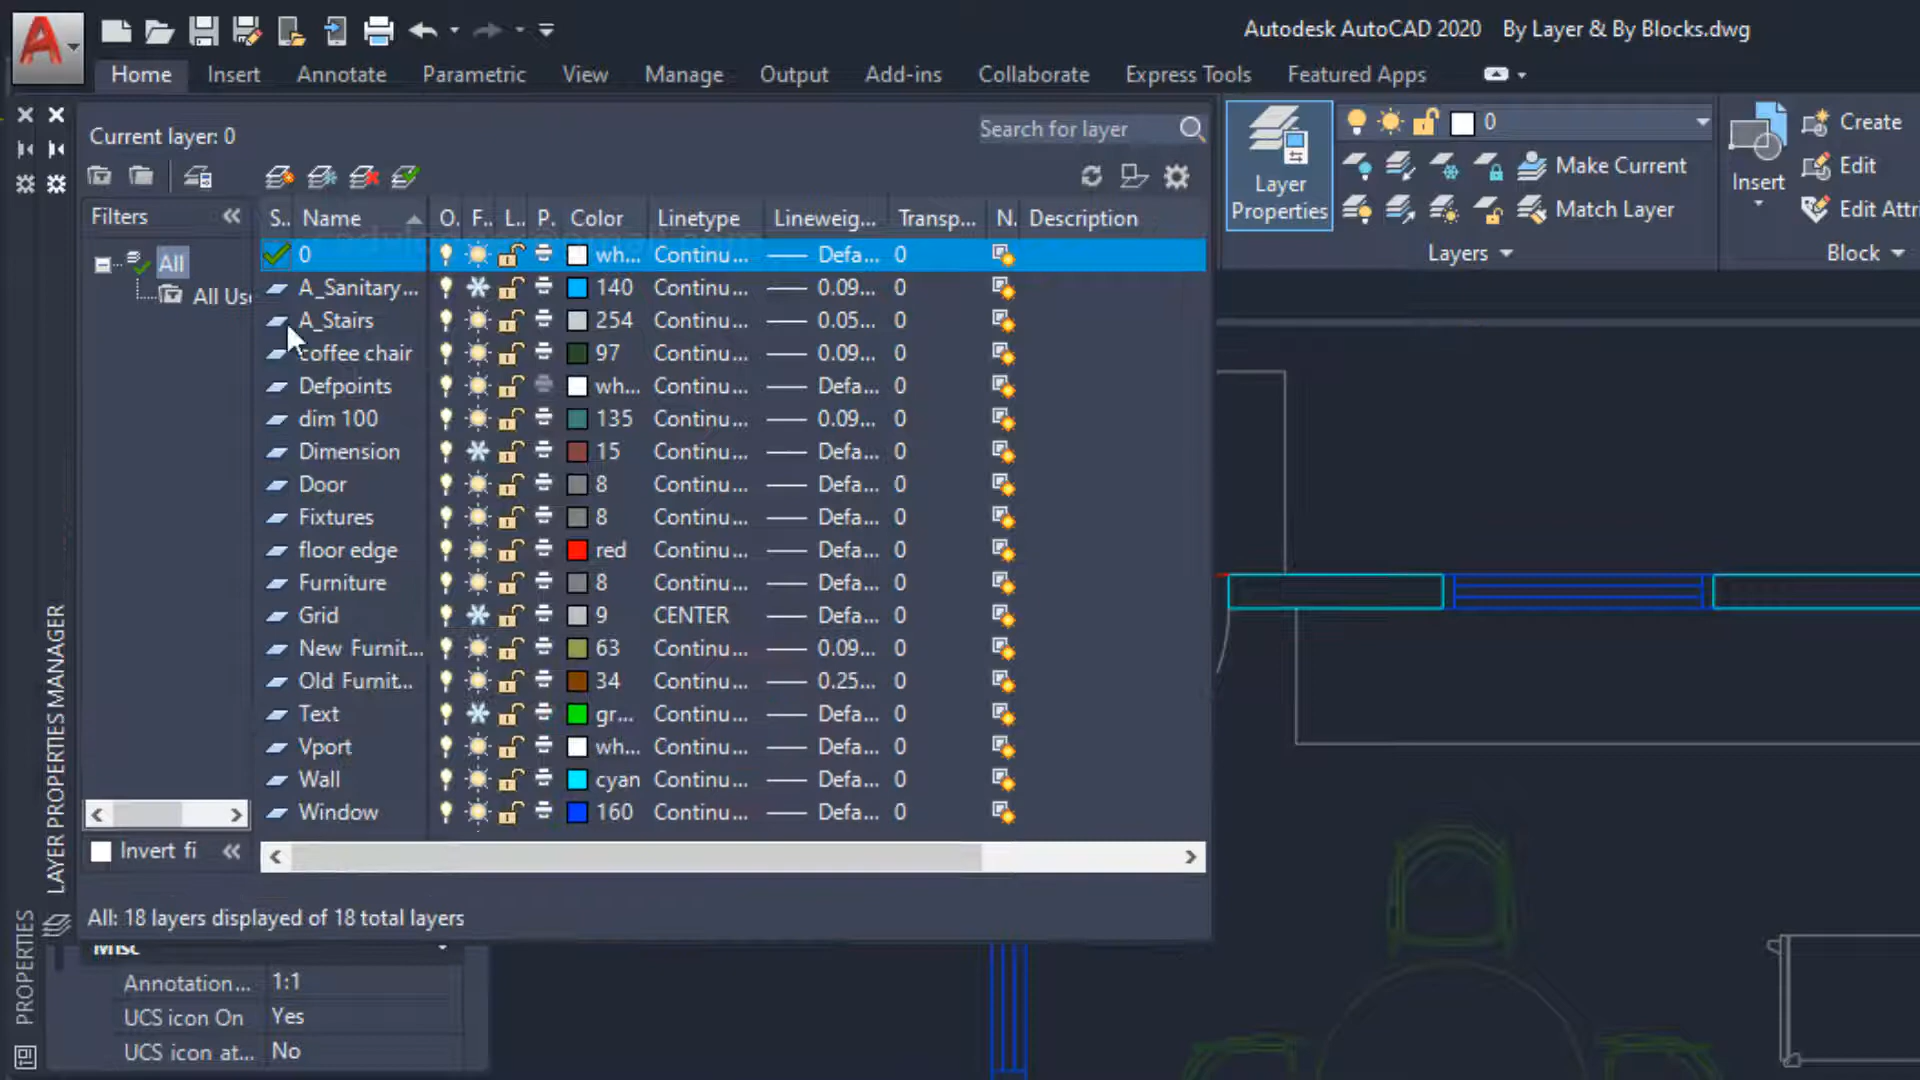 Autodesk AutoCAD 2020 By Layer & By Blocks.dwg
Home Insert Annotate Parametric View Manage Output Add-ins Collaborate Express Tools Featured Apps
Current layer: 0
Search for layer
Layer
Properties
0
Make Current
Match Layer
Layers
Insert
Create
Edit
Edit Attri
Block
Filters
All
All Use
Invert fi
S.. Name O. F.. L.. P. Color Linetype Lineweig... Transp... N. Description
0 wh... Continu... Defa... 0
A_Sanitary... 140 Continu... 0.09... 0
A_Stairs 254 Continu... 0.05... 0
coffee chair 97 Continu... 0.09... 0
Defpoints wh... Continu... Defa... 0
dim 100 135 Continu... 0.09... 0
Dimension 15 Continu... Defa... 0
Door 8 Continu... Defa... 0
Fixtures 8 Continu... Defa... 0
floor edge red Continu... Defa... 0
Furniture 8 Continu... Defa... 0
Grid 9 CENTER Defa... 0
New Furnit... 63 Continu... 0.09... 0
Old Furnit... 34 Continu... 0.25... 0
Text gr... Continu... Defa... 0
Vport wh... Continu... Defa... 0
Wall cyan Continu... Defa... 0
Window 160 Continu... Defa... 0
All: 18 layers displayed of 18 total layers
LAYER PROPERTIES MANAGER
PROPERTIES
Misc
Annotation... 1:1
UCS icon On Yes
UCS icon at... No